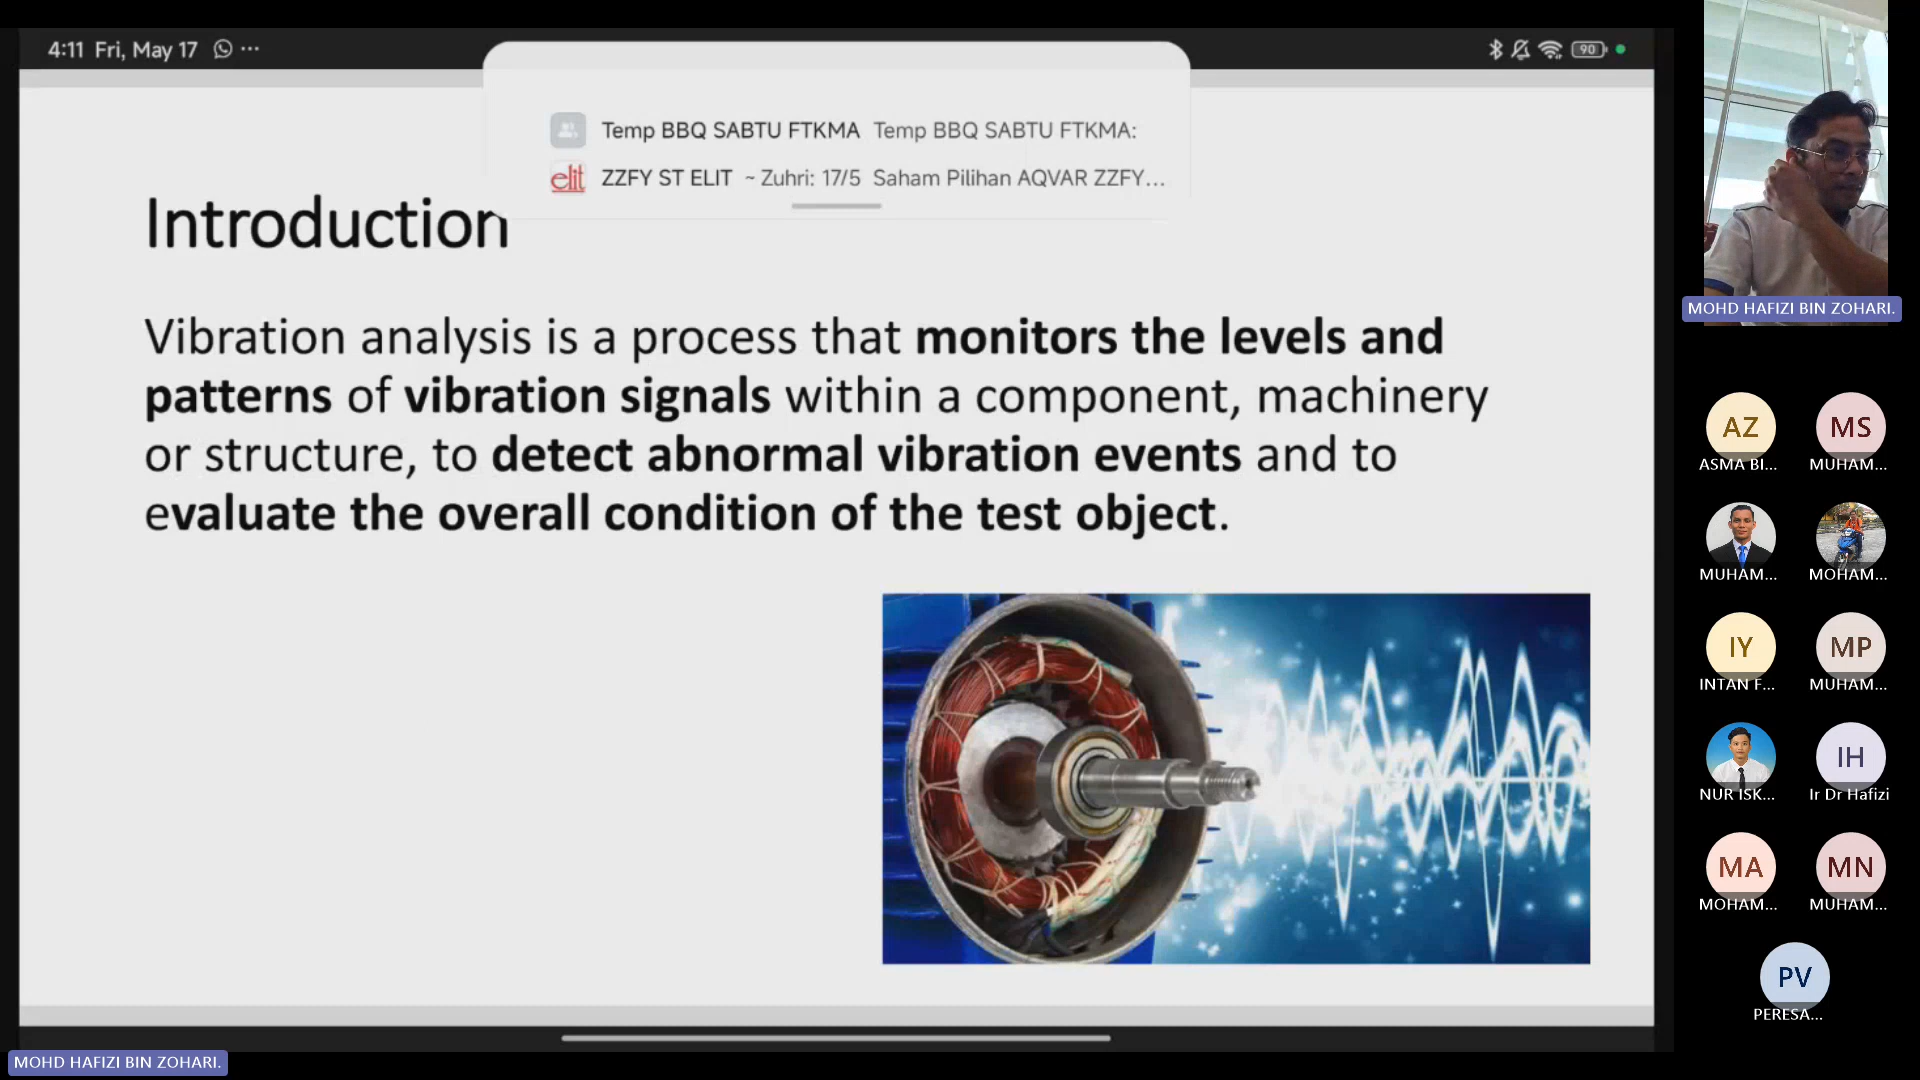 4:11 Fri, May 17
90
Temp BBQ SABTU FTKMA Temp BBQ SABTU FTKMA:
elit ZZFY ST ELIT ~ Zuhri: 17/5 Saham Pilihan AQVAR ZZFY...
Introduction
Vibration analysis is a process that monitors the levels and
patterns of vibration signals within a component, machinery
or structure, to detect abnormal vibration events and to
evaluate the overall condition of the test object.
MOHD HAFIZI BIN ZOHARI.
AZ
ASMA BI...
MS
MUHAM...
MUHAM...
MOHAM...
IY
INTAN F...
MP
MUHAM...
NUR ISK...
IH
Ir Dr Hafizi
MA
MOHAM...
MN
MUHAM...
PV
PERESA...
MOHD HAFIZI BIN ZOHARI.